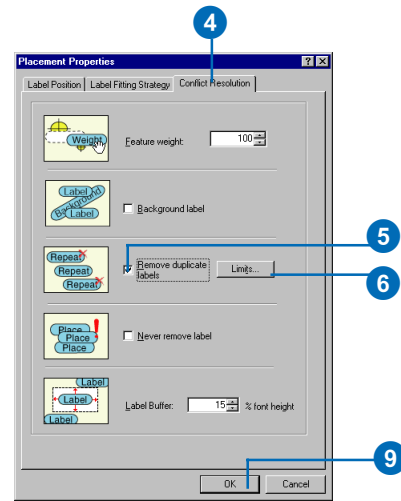 4
Placement Properties
Label Position Label Fitting Strategy Conflict Resolution
Weight
Feature weight: 100
Label
Background
Label
Background label
5
Repeat
Repeat
Repeat
Remove duplicate
labels
Limits...
6
Place
Place
Place
Never remove label
Label
Label
Label
Label Buffer: 15 % font height
9
OK Cancel